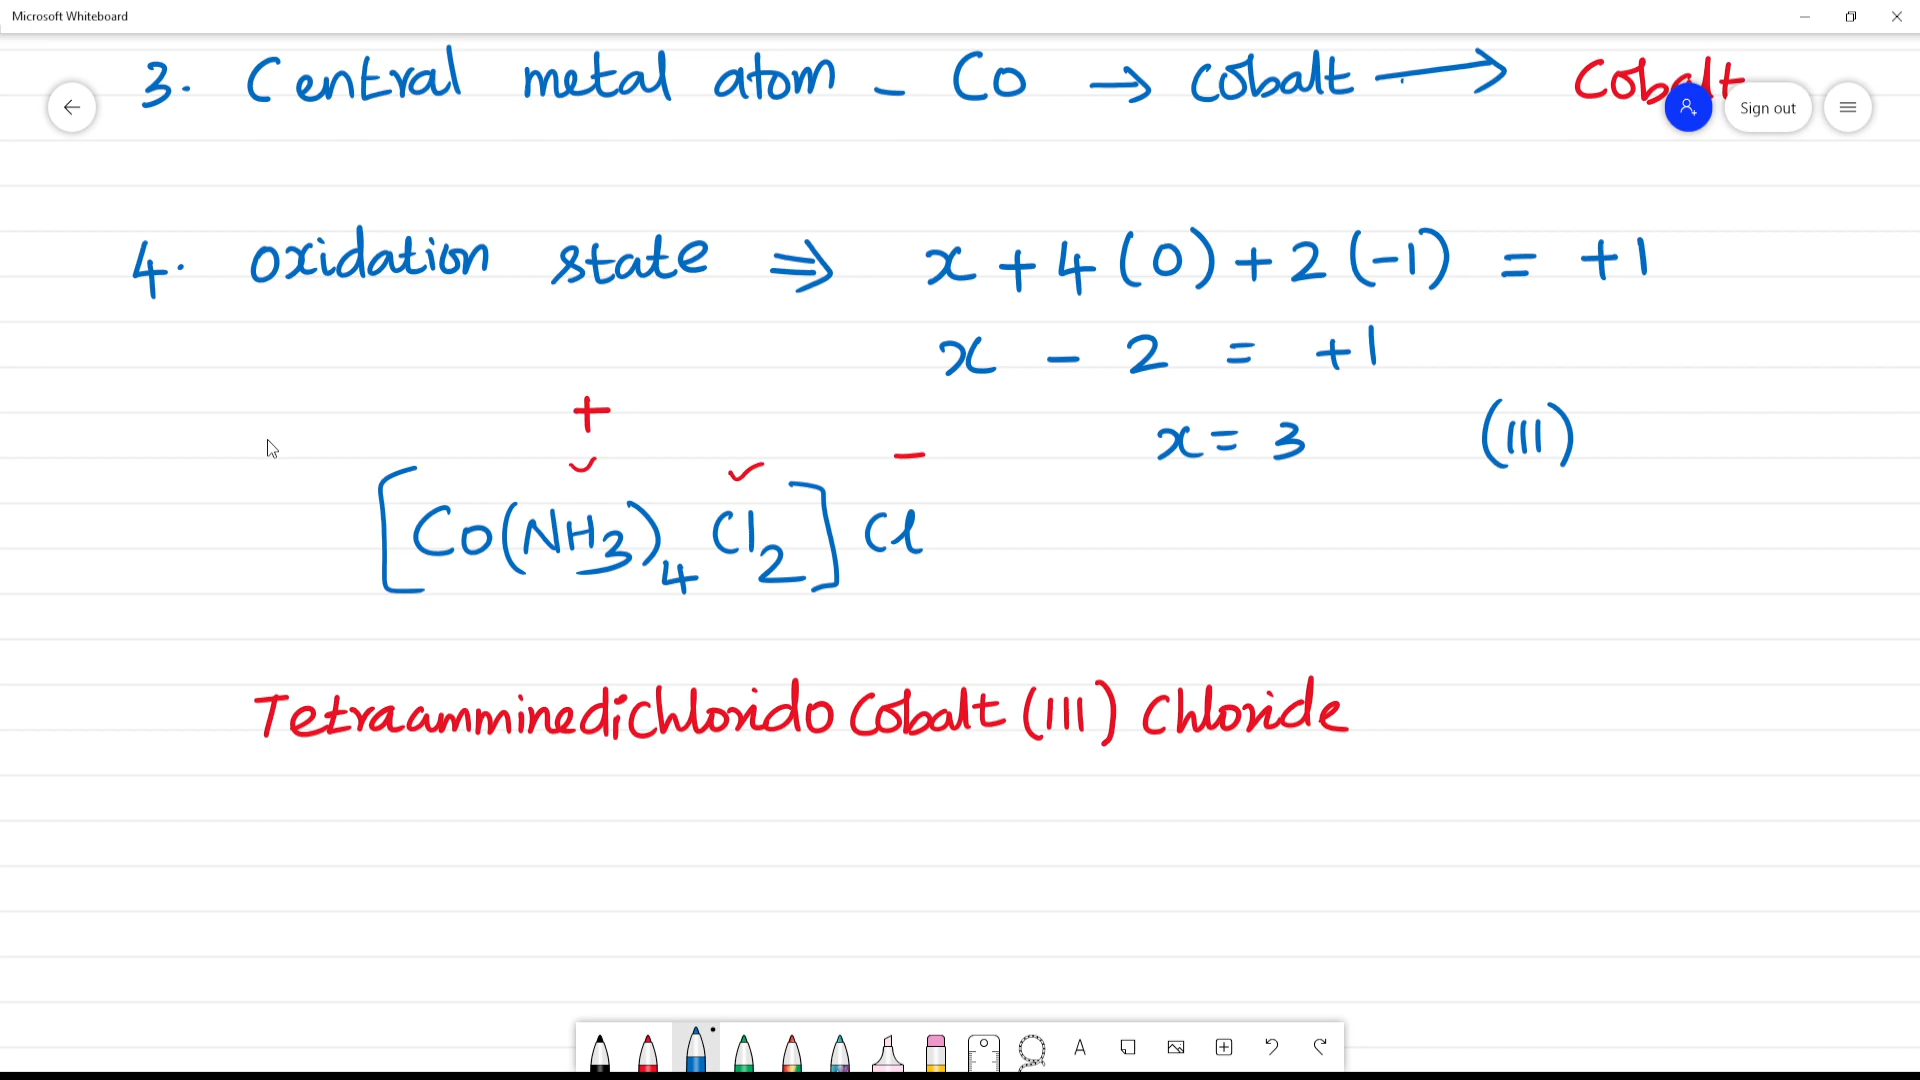 Microsoft Whiteboard
3. Central metal atom - Co → cobalt → Cobalt
Sign out
4. oxidation state ⇒ x + 4(0) + 2(-1) = +1
x - 2 = +1
x = 3 (III)
+ -
[Co(NH3)4 Cl2] Cl
Tetraamminedichlorido Cobalt (III) Chloride
A